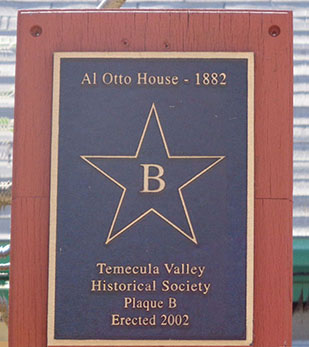 Al Otto House - 1882
B
Temecula Valley
Historical Society
Plaque B
Erected 2002